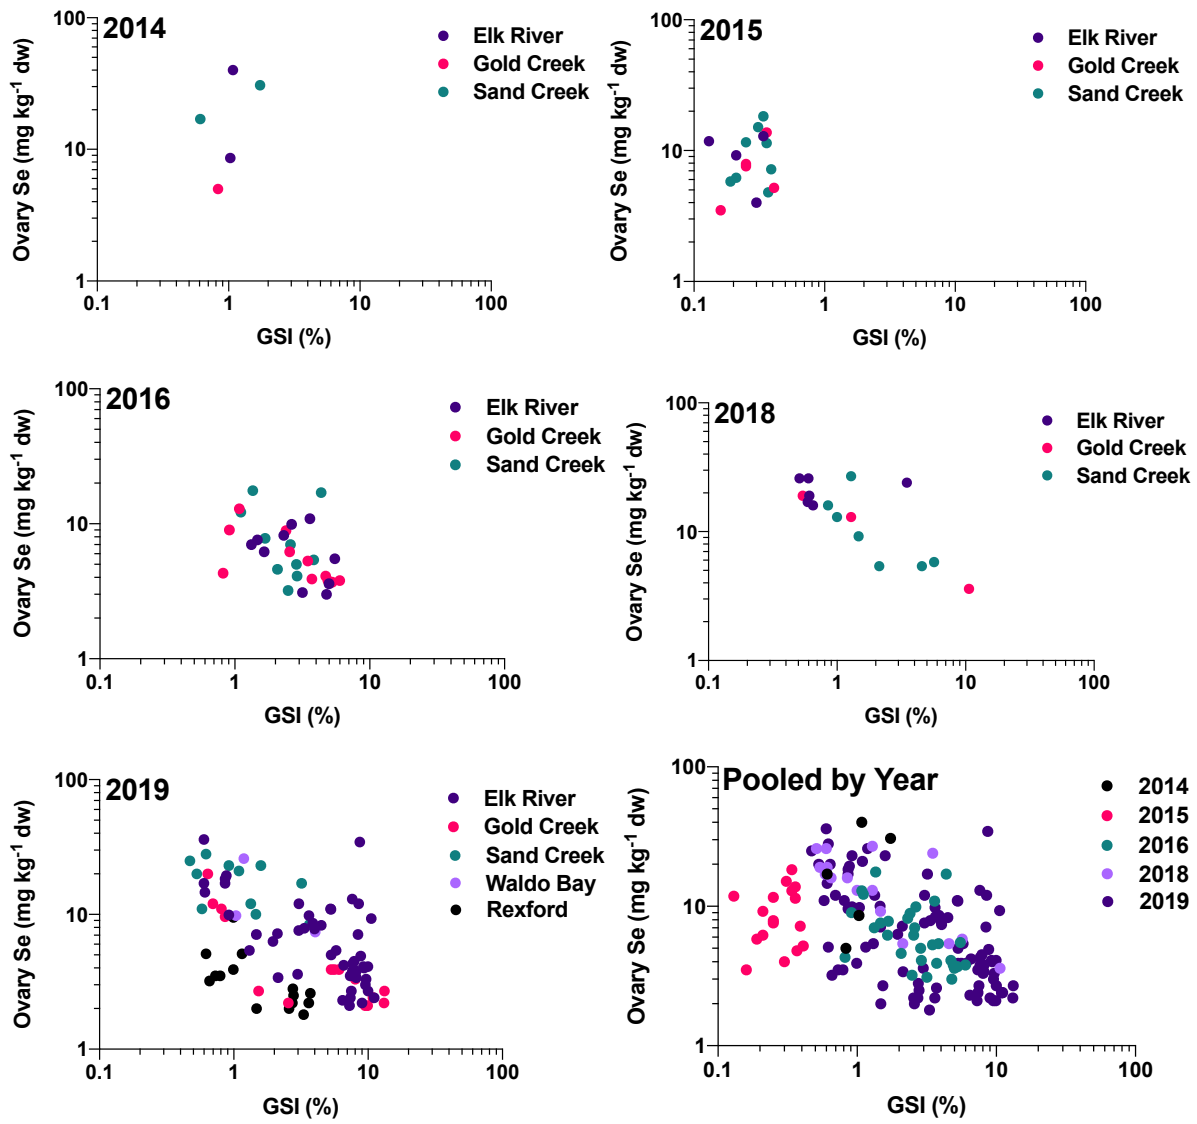 2014
Ovary Se (mg kg⁻¹ dw)
100
10
1
0.1 1 10 100
GSI (%)
Elk River
Gold Creek
Sand Creek
2015
Ovary Se (mg kg⁻¹ dw)
100
10
1
0.1 1 10 100
GSI (%)
Elk River
Gold Creek
Sand Creek
2016
Ovary Se (mg kg⁻¹ dw)
100
10
1
0.1 1 10 100
GSI (%)
Elk River
Gold Creek
Sand Creek
2018
Ovary Se (mg kg⁻¹ dw)
100
10
1
0.1 1 10 100
GSI (%)
Elk River
Gold Creek
Sand Creek
2019
Ovary Se (mg kg⁻¹ dw)
100
10
1
0.1 1 10 100
GSI (%)
Elk River
Gold Creek
Sand Creek
Waldo Bay
Rexford
Pooled by Year
Ovary Se (mg kg⁻¹ dw)
100
10
1
0.1 1 10 100
GSI (%)
2014
2015
2016
2018
2019